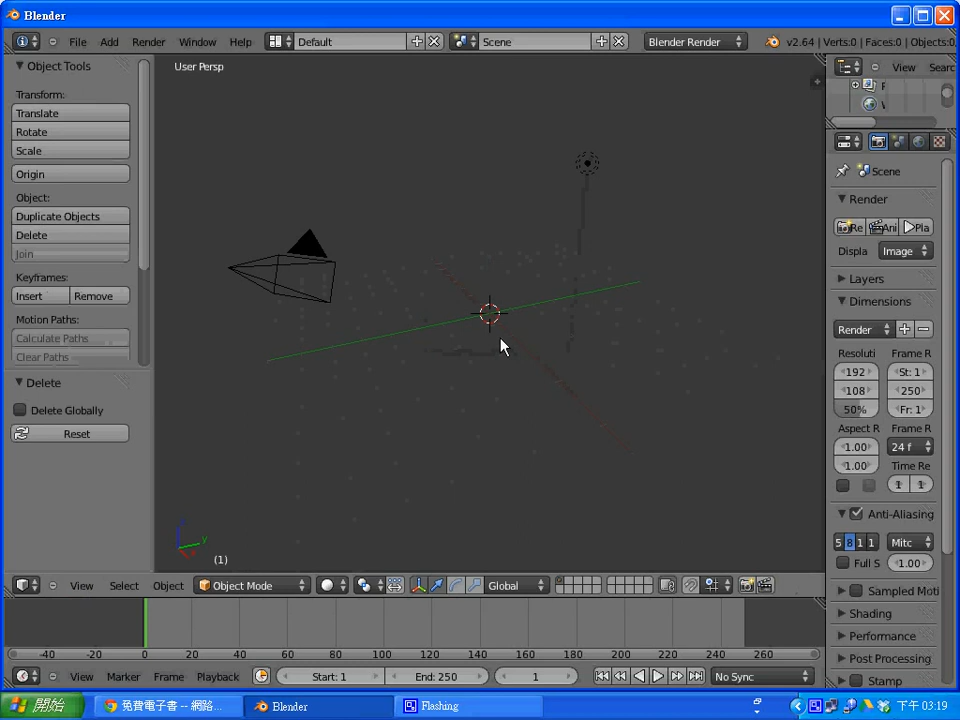 Blender
File Add Render Window Help Default Scene Blender Render v2.64 | Verts:0 | Faces:0 | Objects:0
User Persp
View Searc
Object Tools
Transform:
Translate
Rotate
Scale
Origin
Object:
Duplicate Objects
Delete
Join
Keyframes:
Insert Remove
Motion Paths:
Calculate Paths
Clear Paths
Delete
Delete Globally
Reset
y
(1)
Scene
Render
Re Ani Pla
Displa Image
Layers
Dimensions
Render
Resoluti Frame R
192 St: 1
108 250
50% Fr: 1
Aspect R Frame R
1.00 24 f
1.00 Time Re
1 1
Anti-Aliasing
5 8 1 1 Mitc
Full S 1.00
Sampled Moti
Shading
Performance
Post Processing
Stamp
View Select Object Object Mode Global
-40 -20 0 20 40 60 80 100 120 140 160 180 200 220 240 260
View Marker Frame Playback Start: 1 End: 250 1 No Sync
開始 免費電子書 -- 網路... Blender Flashing 下午 03:19